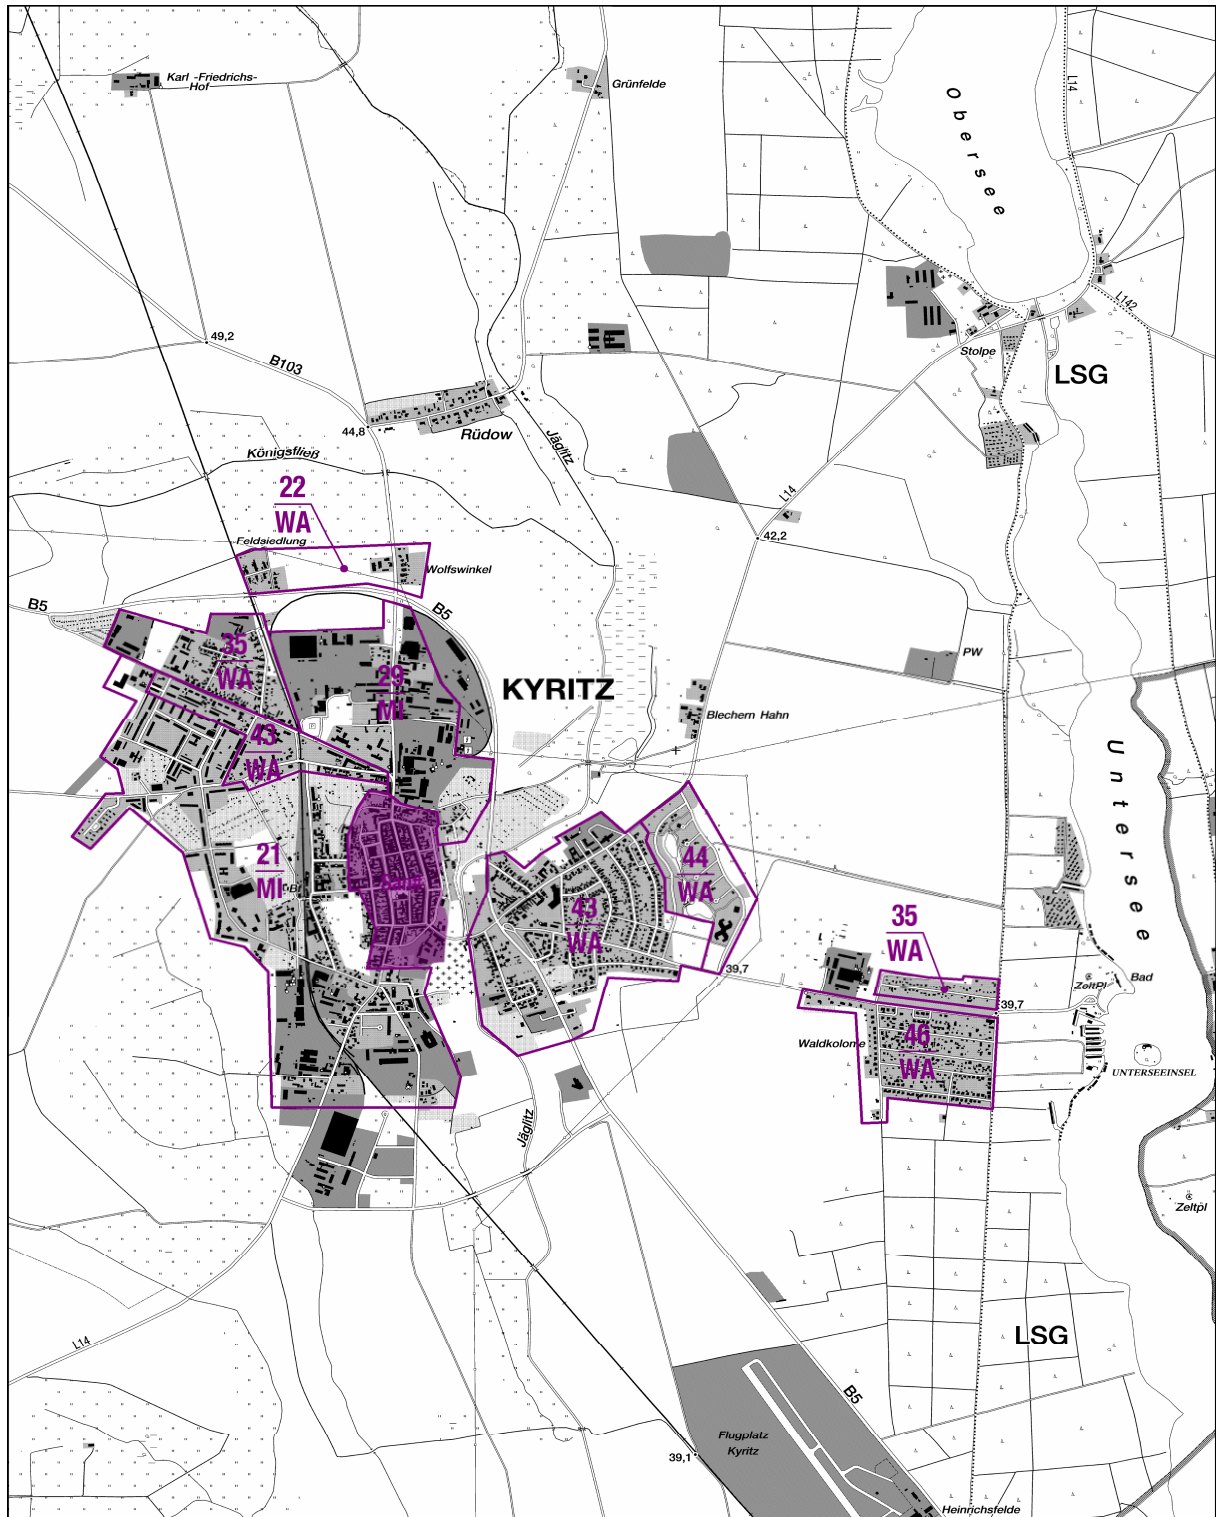 Karl -Friedrichs-
Hof
Grünfelde
L14
Obersee
49,2
B103
L142
Stolpe
LSG
44,8
Rüdow
Jäglitz
Königsfließ
22
WA
L14
42,2
Feldsiedlung
Wolfswinkel
B5
B5
35
WA
29
MI
KYRITZ
PW
Blechern Hahn
43
WA
Untersee
21
MI
Bf
San
44
WA
43
WA
35
WA
39,7
ZeltPl
Bad
39,7
Waldkolonie
46
WA
UNTERSEEINSEL
Jäglitz
Zeltpl
L14
LSG
B5
Flugplatz
Kyritz
39,1
Heinrichsfelde